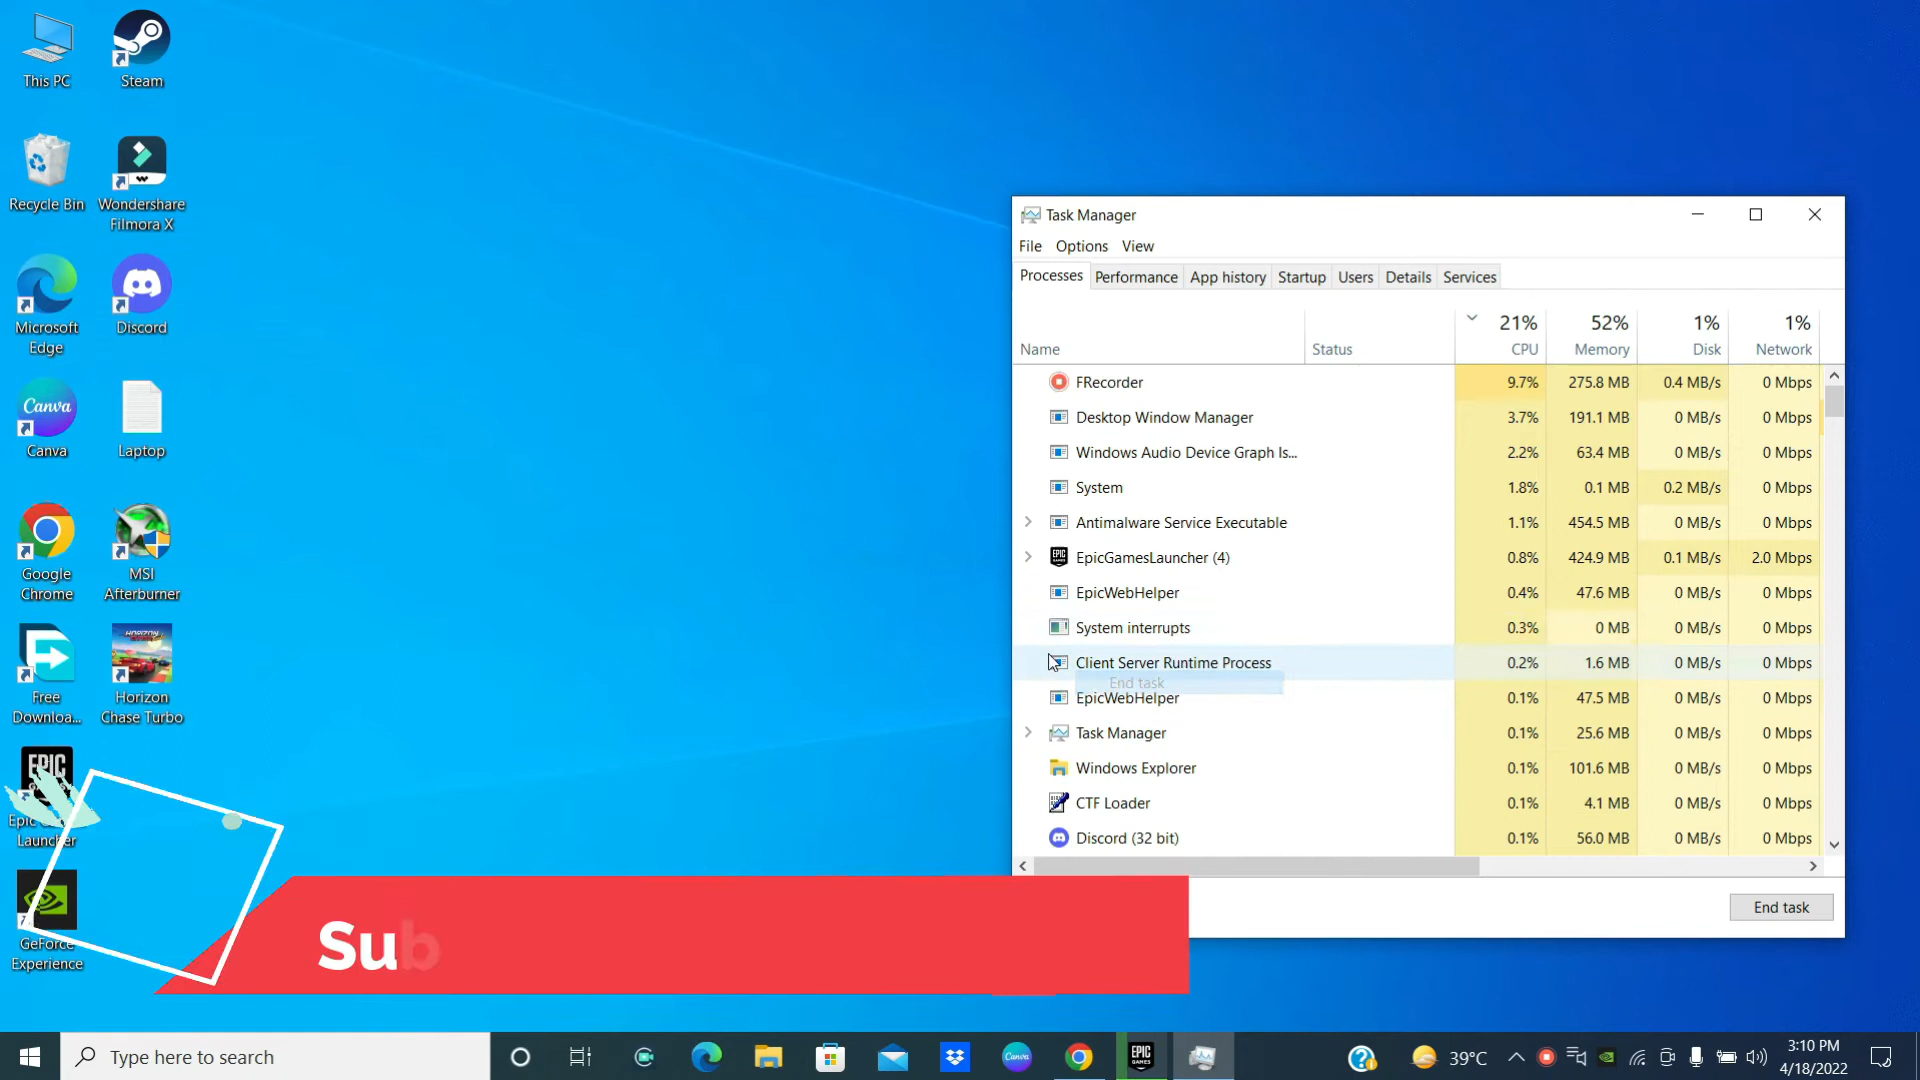 This PC
Steam
Recycle Bin
Wondershare
Filmora X
Microsoft
Edge
Discord
Canva
Canva
Laptop
Google
Chrome
MSI
Afterburner
HORIZON
Free
Downloa...
Horizon
Chase Turbo
EPIC
Epic
Launcher
GeForce
Experience
Sub
Task Manager
File Options View
Processes Performance App history Startup Users Details Services
21% 52% 1% 1%
Name Status CPU Memory Disk Network
FRecorder 9.7% 275.8 MB 0.4 MB/s 0 Mbps
Desktop Window Manager 3.7% 191.1 MB 0 MB/s 0 Mbps
Windows Audio Device Graph Is... 2.2% 63.4 MB 0 MB/s 0 Mbps
System 1.8% 0.1 MB 0.2 MB/s 0 Mbps
Antimalware Service Executable 1.1% 454.5 MB 0 MB/s 0 Mbps
EpicGamesLauncher (4) 0.8% 424.9 MB 0.1 MB/s 2.0 Mbps
EpicWebHelper 0.4% 47.6 MB 0 MB/s 0 Mbps
System interrupts 0.3% 0 MB 0 MB/s 0 Mbps
Client Server Runtime Process 0.2% 1.6 MB 0 MB/s 0 Mbps
End task
EpicWebHelper 0.1% 47.5 MB 0 MB/s 0 Mbps
Task Manager 0.1% 25.6 MB 0 MB/s 0 Mbps
Windows Explorer 0.1% 101.6 MB 0 MB/s 0 Mbps
CTF Loader 0.1% 4.1 MB 0 MB/s 0 Mbps
Discord (32 bit) 0.1% 56.0 MB 0 MB/s 0 Mbps
End task
Type here to search
Canva
EPIC
GAMES
39°C
3:10 PM
4/18/2022